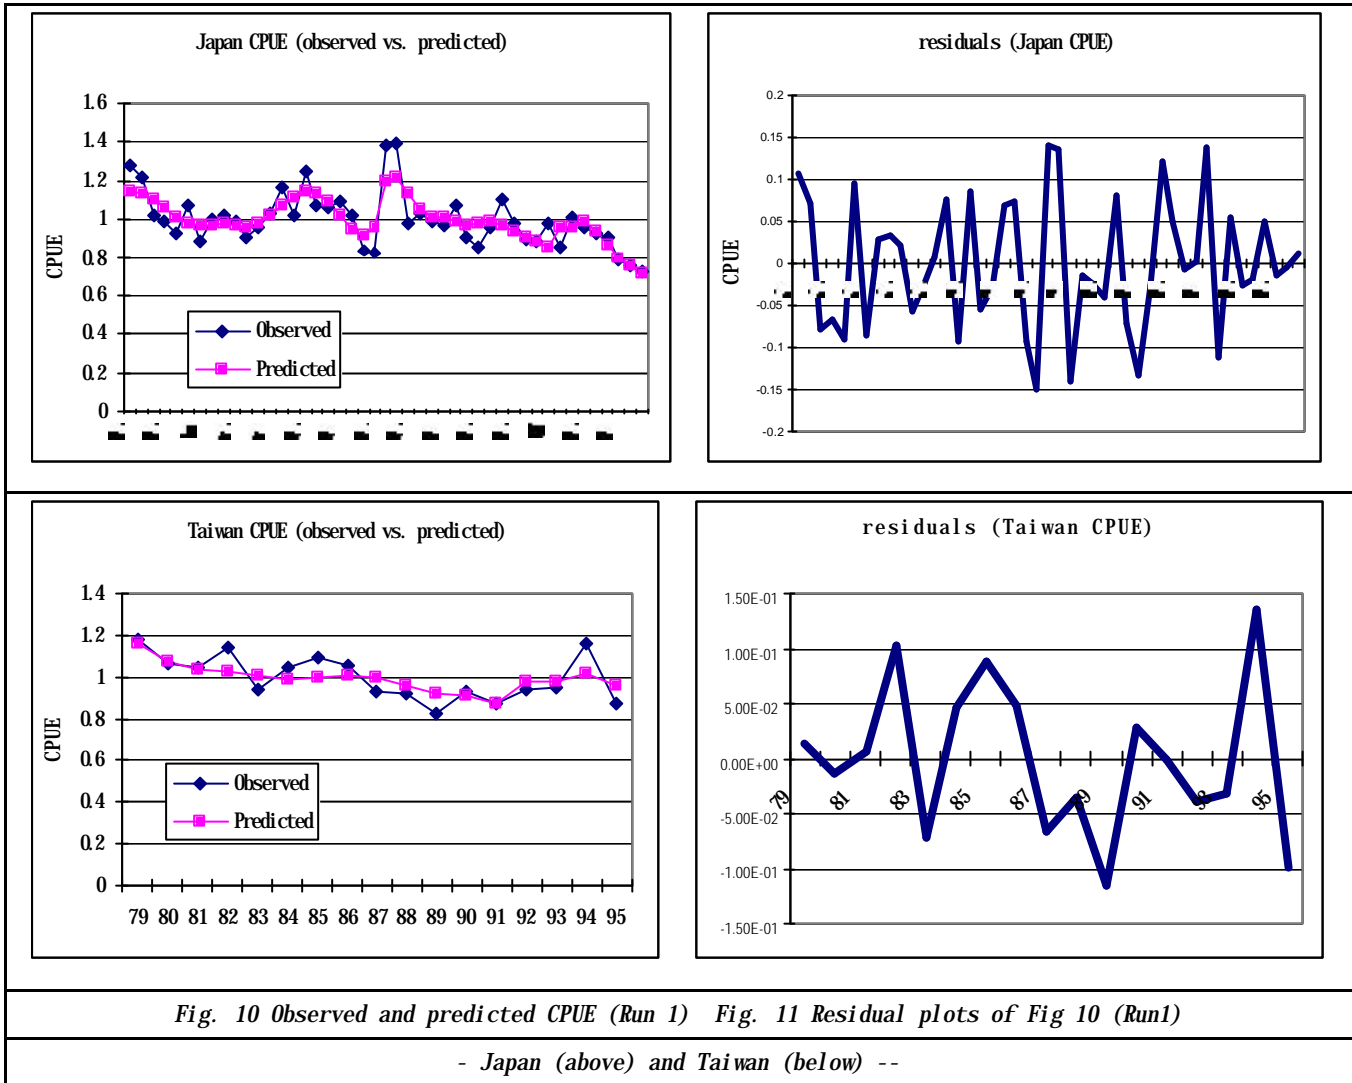 Japan CPUE (observed vs. predicted)
CPUE
1.6
1.4
1.2
1
0.8
0.6
0.4
0.2
0
Observed
Predicted
residuals (Japan CPUE)
CPUE
0.2
0.15
0.1
0.05
0
-0.05
-0.1
-0.15
-0.2
Taiwan CPUE (observed vs. predicted)
CPUE
1.4
1.2
1
0.8
0.6
0.4
0.2
0
Observed
Predicted
79 80 81 82 83 84 85 86 87 88 89 90 91 92 93 94 95
residuals (Taiwan CPUE)
1.50E-01
1.00E-01
5.00E-02
0.00E+00
-5.00E-02
-1.00E-01
-1.50E-01
79 81 83 85 87 89 91 93 95
Fig. 10 Observed and predicted CPUE (Run 1) Fig. 11 Residual plots of Fig 10 (Run1)
- Japan (above) and Taiwan (below) --